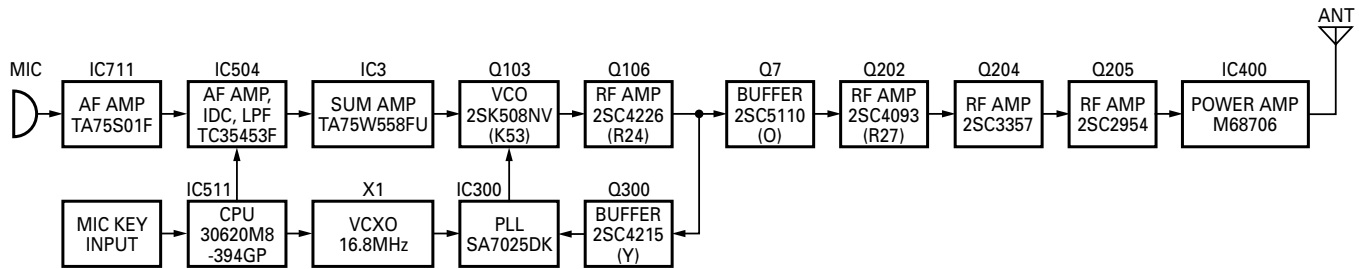 ANT
MIC
IC711
AF AMP
TA75S01F
IC504
AF AMP,
IDC, LPF
TC35453F
IC3
SUM AMP
TA75W558FU
Q103
VCO
2SK508NV
(K53)
Q106
RF AMP
2SC4226
(R24)
Q7
BUFFER
2SC5110
(O)
Q202
RF AMP
2SC4093
(R27)
Q204
RF AMP
2SC3357
Q205
RF AMP
2SC2954
IC400
POWER AMP
M68706
MIC KEY
INPUT
IC511
CPU
30620M8
-394GP
X1
VCXO
16.8MHz
IC300
PLL
SA7025DK
Q300
BUFFER
2SC4215
(Y)